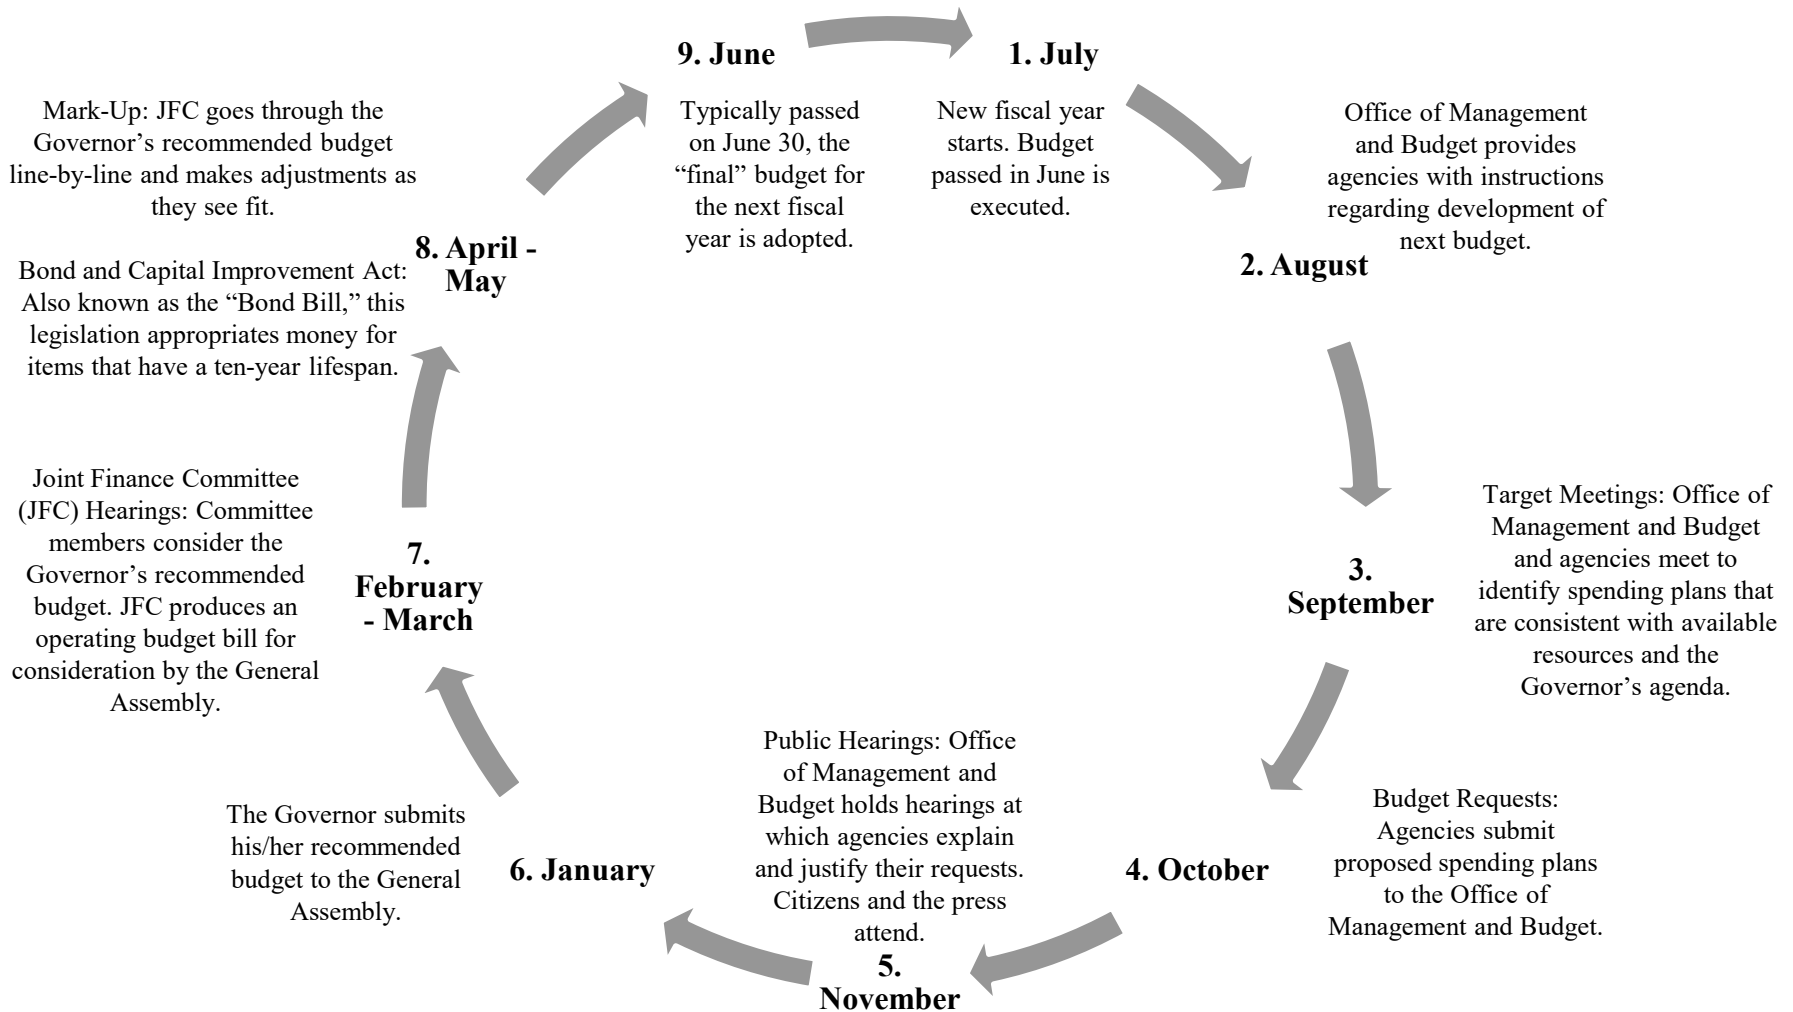 1. July
New fiscal year
starts. Budget
passed in June is
executed.
2. August
Office of Management
and Budget provides
agencies with instructions
regarding development of
next budget.
3.
September
Target Meetings: Office of
Management and Budget
and agencies meet to
identify spending plans that
are consistent with available
resources and the
Governor’s agenda.
4. October
Budget Requests:
Agencies submit
proposed spending plans
to the Office of
Management and Budget.
Public Hearings: Office
of Management and
Budget holds hearings at
which agencies explain
and justify their requests.
Citizens and the press
attend.
5.
November
6. January
The Governor submits
his/her recommended
budget to the General
Assembly.
7.
February
- March
Joint Finance Committee
(JFC) Hearings: Committee
members consider the
Governor’s recommended
budget. JFC produces an
operating budget bill for
consideration by the General
Assembly.
8. April -
May
Mark-Up: JFC goes through the
Governor’s recommended budget
line-by-line and makes adjustments as
they see fit.
Bond and Capital Improvement Act:
Also known as the “Bond Bill,” this
legislation appropriates money for
items that have a ten-year lifespan.
9. June
Typically passed
on June 30, the
“final” budget for
the next fiscal
year is adopted.